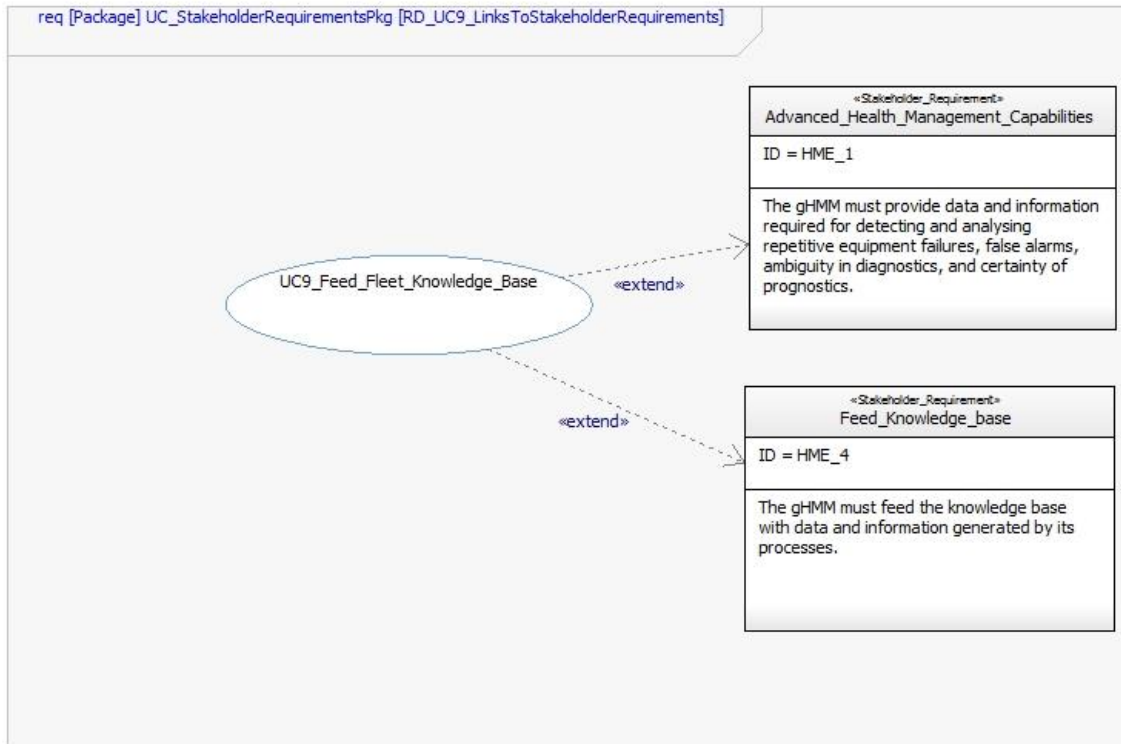 req [Package] UC_StakeholderRequirementsPkg [RD_UC9_LinksToStakeholderRequirements]
«Stakeholder_Requirement»
Advanced_Health_Management_Capabilities
ID = HME_1
The gHMM must provide data and information
required for detecting and analysing
repetitive equipment failures, false alarms,
ambiguity in diagnostics, and certainty of
prognostics.
UC9_Feed_Fleet_Knowledge_Base
«extend»
«extend»
«Stakeholder_Requirement»
Feed_Knowledge_base
ID = HME_4
The gHMM must feed the knowledge base
with data and information generated by its
processes.